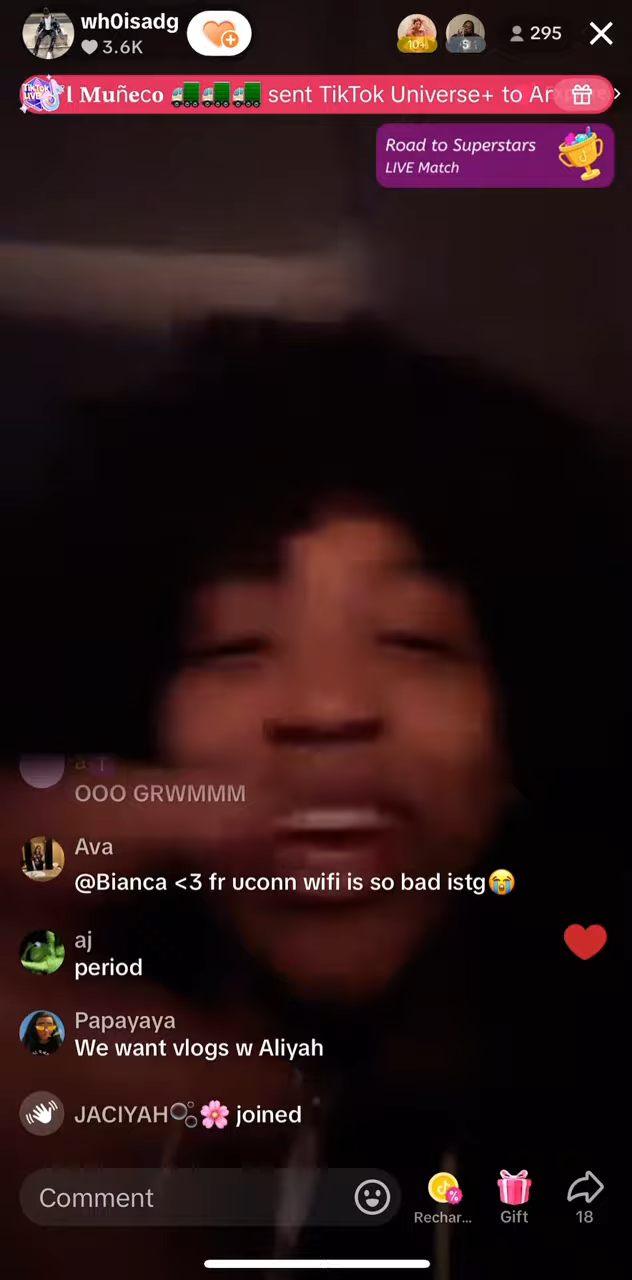 wh0isadg
3.6K
10+
5
295
l Muñeco 🚛🚛🚛 sent TikTok Universe+ to Ar
Road to Superstars
LIVE Match
OOO GRWMMM
Ava
@Bianca <3 fr uconn wifi is so bad istg😭
aj
period
Papayaya
We want vlogs w Aliyah
JACIYAH🫧🌸 joined
Comment
Rechar...
Gift
18